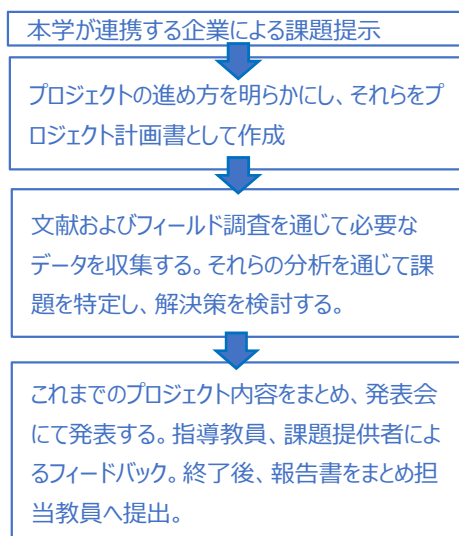 本学が連携する企業による課題提示
プロジェクトの進め方を明らかにし、それらをプ
ロジェクト計画書として作成
文献およびフィールド調査を通じて必要な
データを収集する。それらの分析を通じて課
題を特定し、解決策を検討する。
これまでのプロジェクト内容をまとめ、発表会
にて発表する。指導教員、課題提供者によ
るフィードバック。終了後、報告書をまとめ担
当教員へ提出。